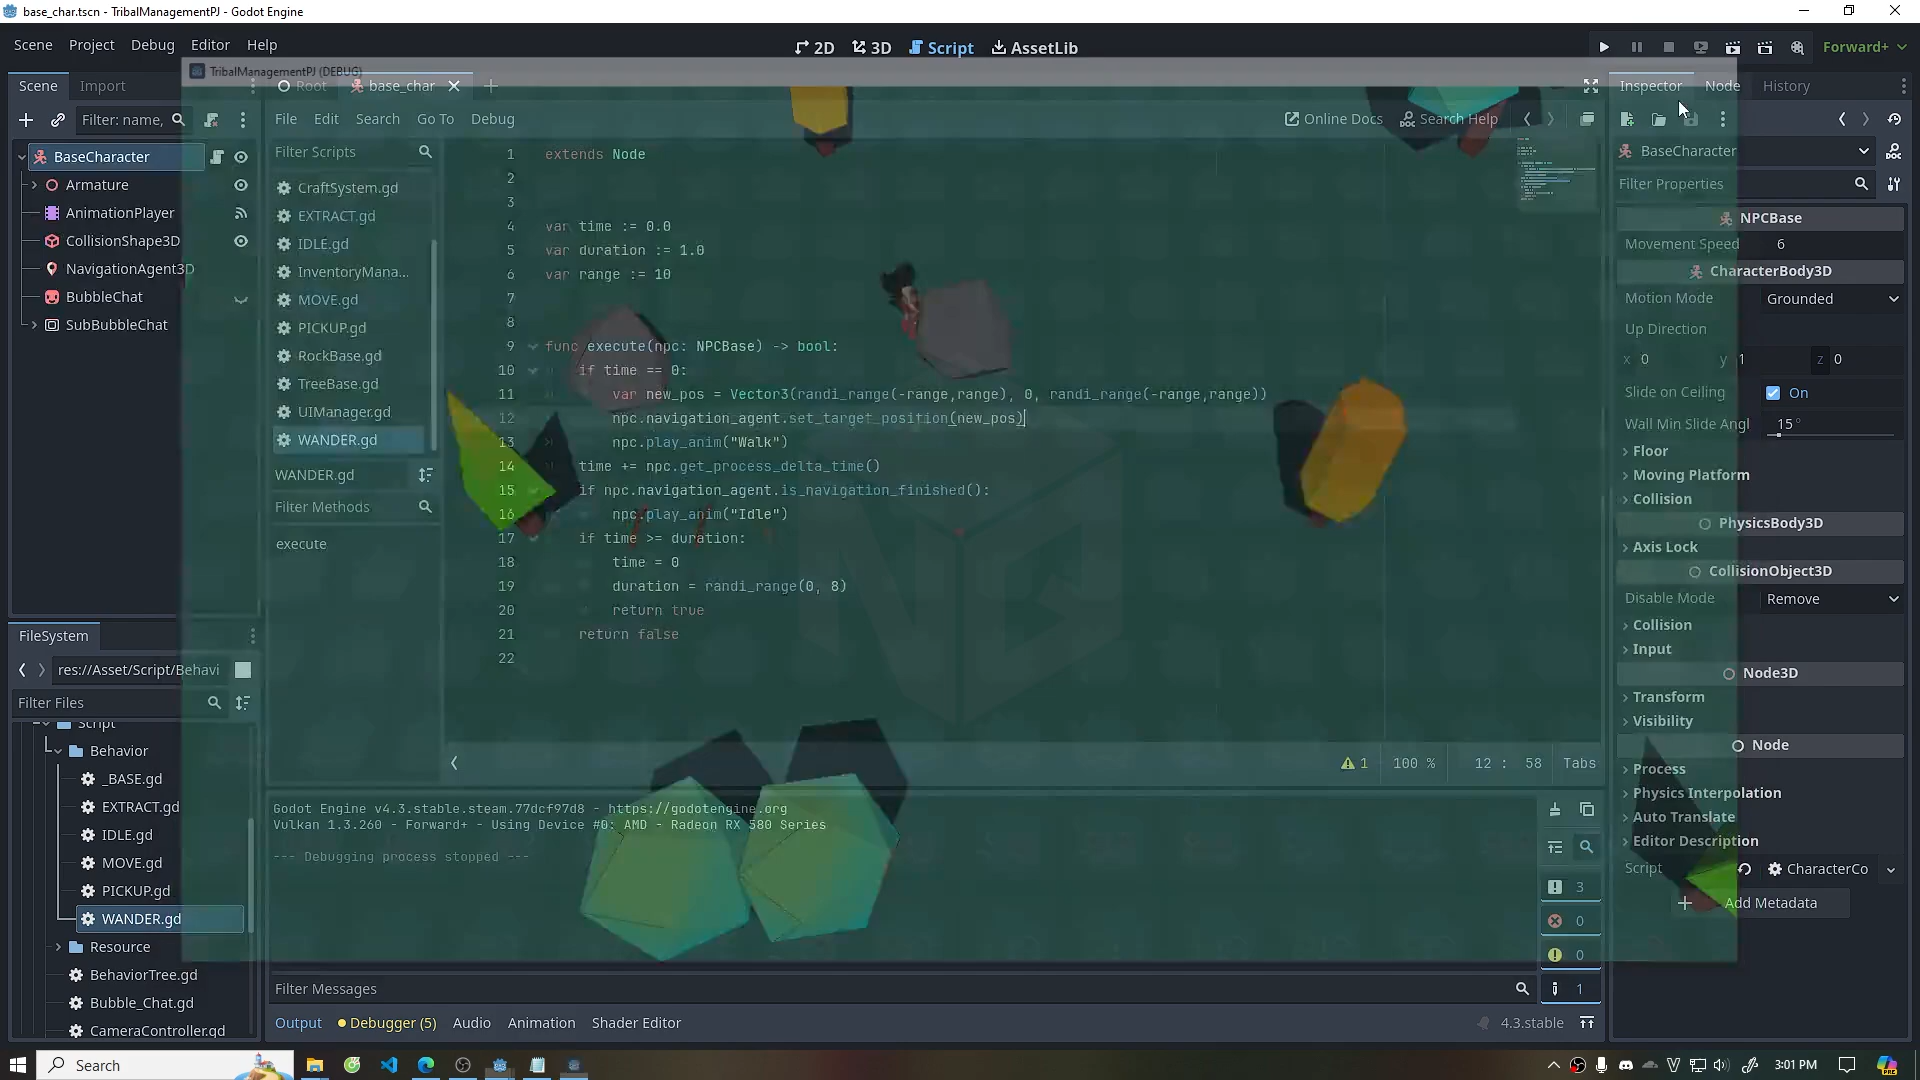 base_char.tscn - TribalManagementPJ - Godot Engine
Scene Project Debug Editor Help
2D 3D Script AssetLib
Forward+
TribalManagementPJ (DEBUG)
Scene Import
Root base_char
Inspector Node History
Filter: name,
File Edit Search Go To Debug
Online Docs Search Help
BaseCharacter
Armature
AnimationPlayer
CollisionShape3D
NavigationAgent3D
BubbleChat
SubBubbleChat
Filter Scripts
CraftSystem.gd
EXTRACT.gd
IDLE.gd
InventoryMana...
MOVE.gd
PICKUP.gd
RockBase.gd
TreeBase.gd
UIManager.gd
WANDER.gd
WANDER.gd
Filter Methods
execute
1 extends Node
2
3
4 var time := 0.0
5 var duration := 1.0
6 var range := 10
7
8
9 func execute(npc: NPCBase) -> bool:
10 if time == 0:
11 var new_pos = Vector3(randi_range(-range,range), 0, randi_range(-range,range))
12 npc.navigation_agent.set_target_position(new_pos)
13 npc.play_anim("Walk")
14 time += npc.get_process_delta_time()
15 if npc.navigation_agent.is_navigation_finished():
16 npc.play_anim("Idle")
17 if time >= duration:
18 time = 0
19 duration = randi_range(0, 8)
20 return true
21 return false
22
1 100 % 12 : 58 Tabs
BaseCharacter
Filter Properties
NPCBase
Movement Speed 6
CharacterBody3D
Motion Mode Grounded
Up Direction
x 0 y 1 z 0
Slide on Ceiling On
Wall Min Slide Angl 15 °
Floor
Moving Platform
Collision
PhysicsBody3D
Axis Lock
CollisionObject3D
Disable Mode Remove
Collision
Input
Node3D
Transform
Visibility
Node
Process
Physics Interpolation
Auto Translate
Editor Description
Script CharacterCo
Add Metadata
FileSystem
res://Asset/Script/Behavi
Filter Files
Script
Behavior
_BASE.gd
EXTRACT.gd
IDLE.gd
MOVE.gd
PICKUP.gd
WANDER.gd
Resource
BehaviorTree.gd
Bubble_Chat.gd
CameraController.gd
Godot Engine v4.3.stable.steam.77dcf97d8 - https://godotengine.org
Vulkan 1.3.260 - Forward+ - Using Device #0: AMD - Radeon RX 580 Series
--- Debugging process stopped ---
3
0
0
1
Filter Messages
Output Debugger (5) Audio Animation Shader Editor
4.3.stable
Search
3:01 PM